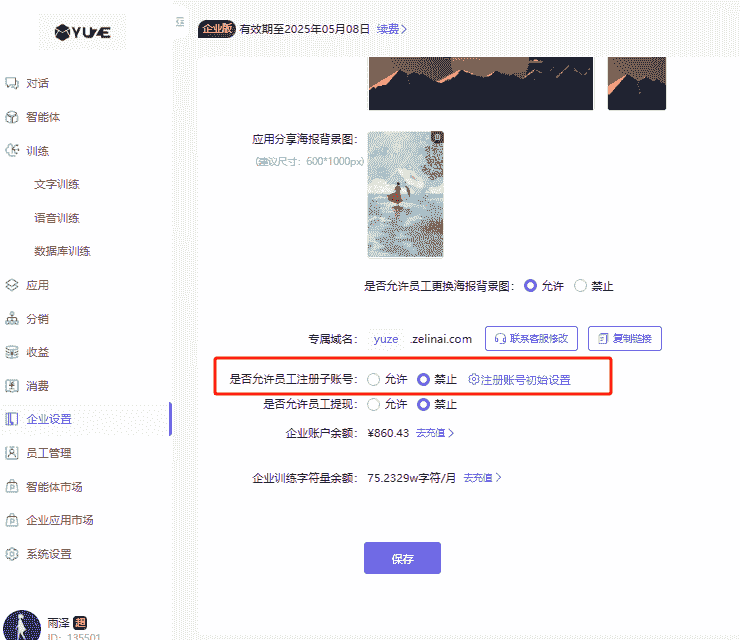 YUZE
企业版 有效期至2025年05月08日 续费>
对话
智能体
训练
文字训练
语音训练
数据库训练
应用
分销
收益
消费
企业设置
员工管理
智能体市场
企业应用市场
系统设置
雨泽 超
ID: 135501
应用分享海报背景图:
(建议尺寸: 600*1000px)
是否允许员工更换海报背景图: 允许 禁止
专属域名: yuze .zelinai.com 联系客服修改 复制链接
是否允许员工注册子账号: 允许 禁止 注册账号初始设置
是否允许员工提现: 允许 禁止
企业账户余额: ¥860.43 去充值>
企业训练字符量余额: 75.2329w字符/月 去充值>
保存